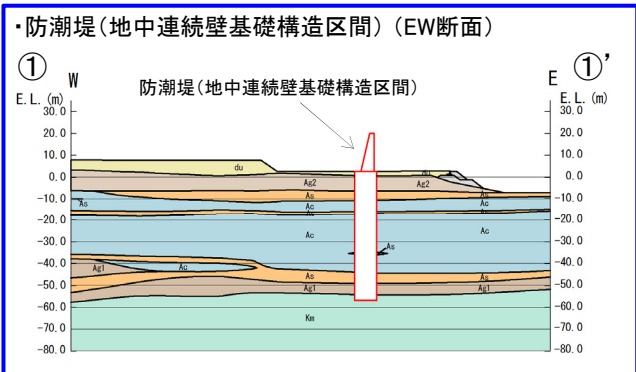 ・防潮堤(地中連続壁基礎構造区間) (EW断面)
① ①’
W E
防潮堤(地中連続壁基礎構造区間)
E.L. (m) E.L. (m)
30.0 30.0
20.0 20.0
10.0 10.0
du du
0.0 0.0
Ag2 Ag2
As As
-10.0 -10.0
As Ac Ac
As As
-20.0 -20.0
Ac Ac
-30.0 -30.0
As
-40.0 -40.0
Ag1 Ac
As As
-50.0 -50.0
Ag1 Ag1
-60.0 -60.0
Km
-70.0 -70.0
-80.0 -80.0